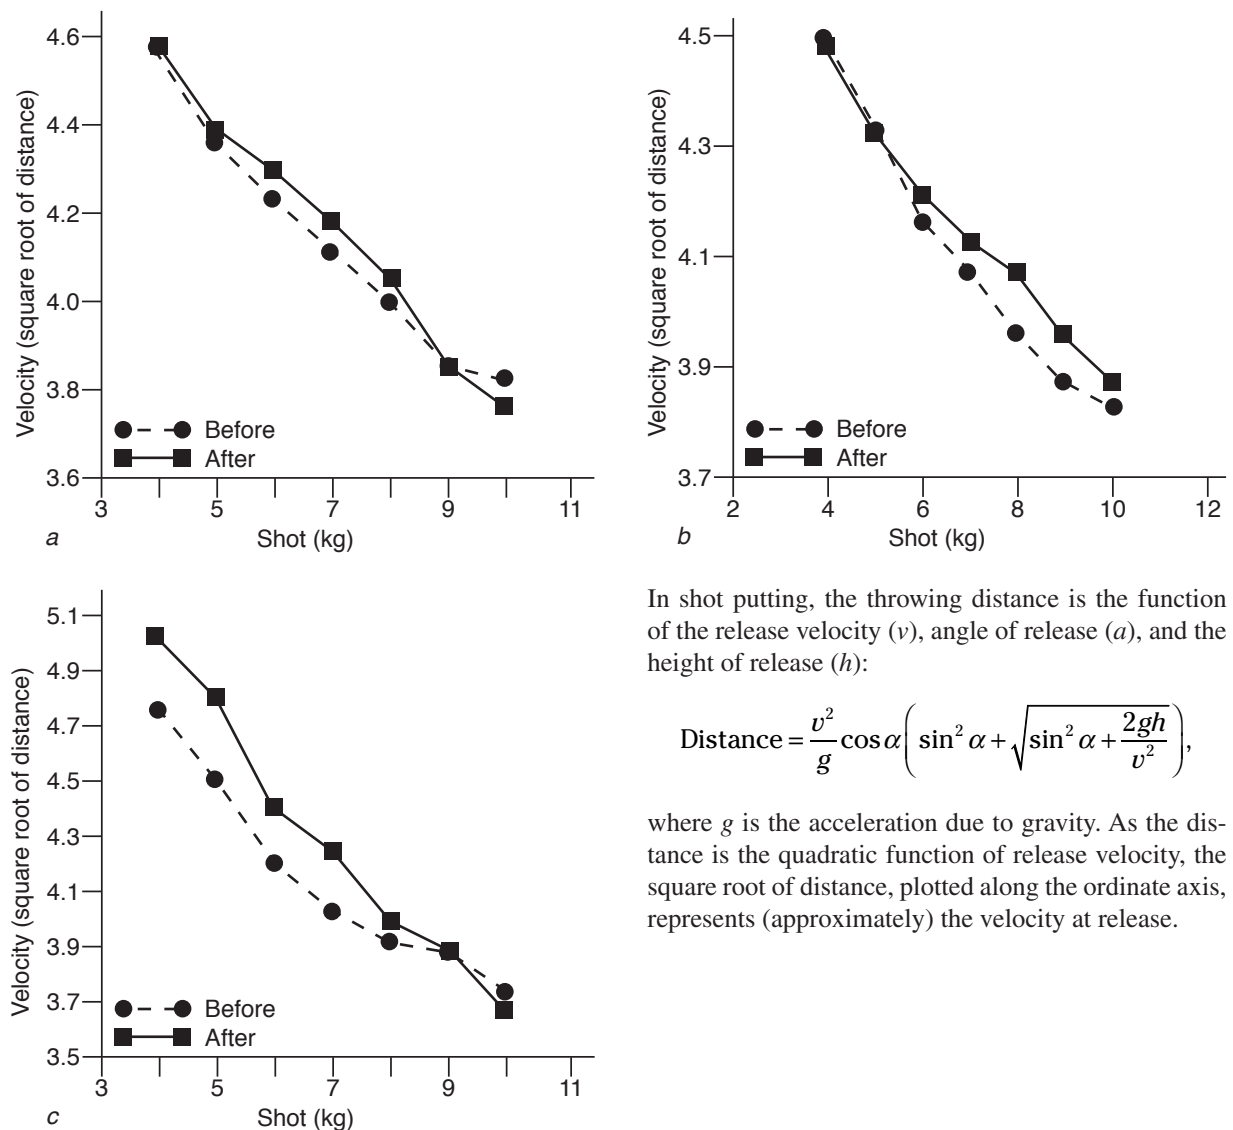 4.6
4.4
4.2
4.0
3.8
3.6
Velocity (square root of distance)
Before
After
3 5 7 9 11
Shot (kg)
a
4.5
4.3
4.1
3.9
3.7
Velocity (square root of distance)
Before
After
2 4 6 8 10 12
Shot (kg)
b
5.1
4.9
4.7
4.5
4.3
4.1
3.9
3.7
3.5
Velocity (square root of distance)
Before
After
3 5 7 9 11
Shot (kg)
c
In shot putting, the throwing distance is the function
of the release velocity (v), angle of release (a), and the
height of release (h):
Distance = v²/g cos α ( sin² α + √(sin² α + 2gh/v²) ),
where g is the acceleration due to gravity. As the dis-
tance is the quadratic function of release velocity, the
square root of distance, plotted along the ordinate axis,
represents (approximately) the velocity at release.